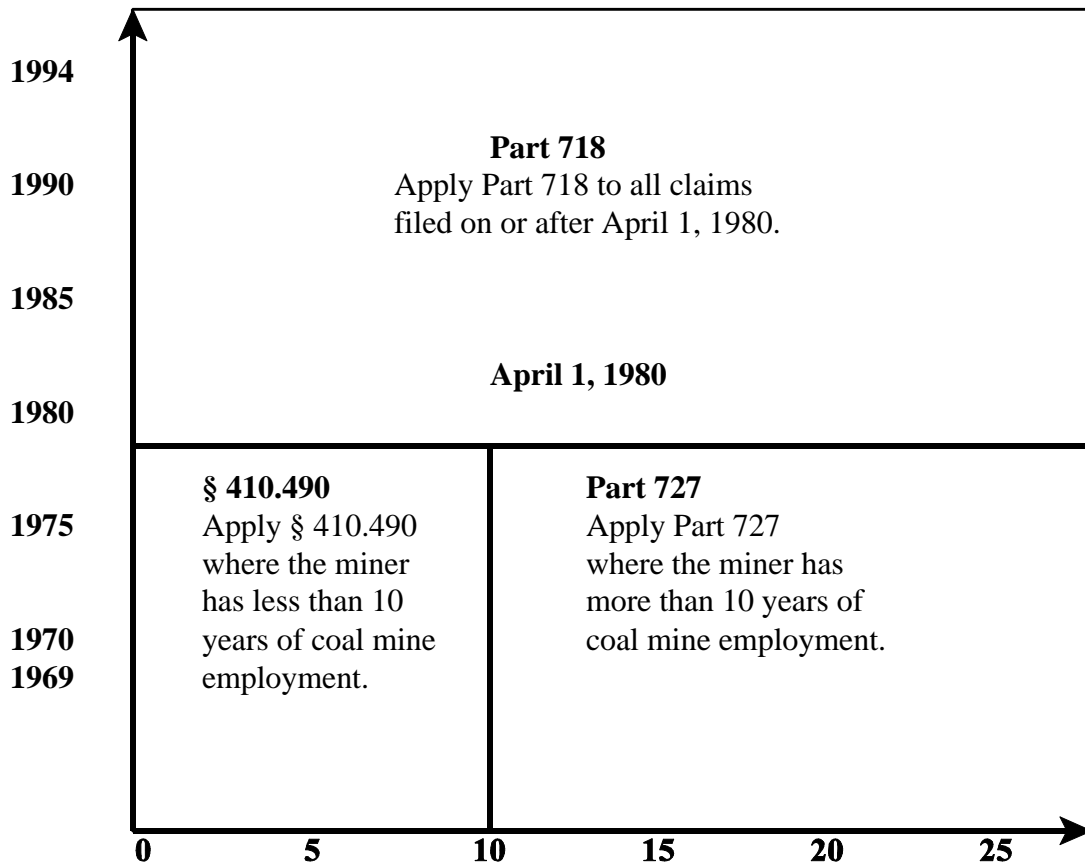 1994
Part 718
1990
Apply Part 718 to all claims
filed on or after April 1, 1980.
1985
April 1, 1980
1980
§ 410.490
Apply § 410.490
where the miner
has less than 10
years of coal mine
employment.
Part 727
Apply Part 727
where the miner has
more than 10 years of
coal mine employment.
1975
1970
1969
0 5 10 15 20 25